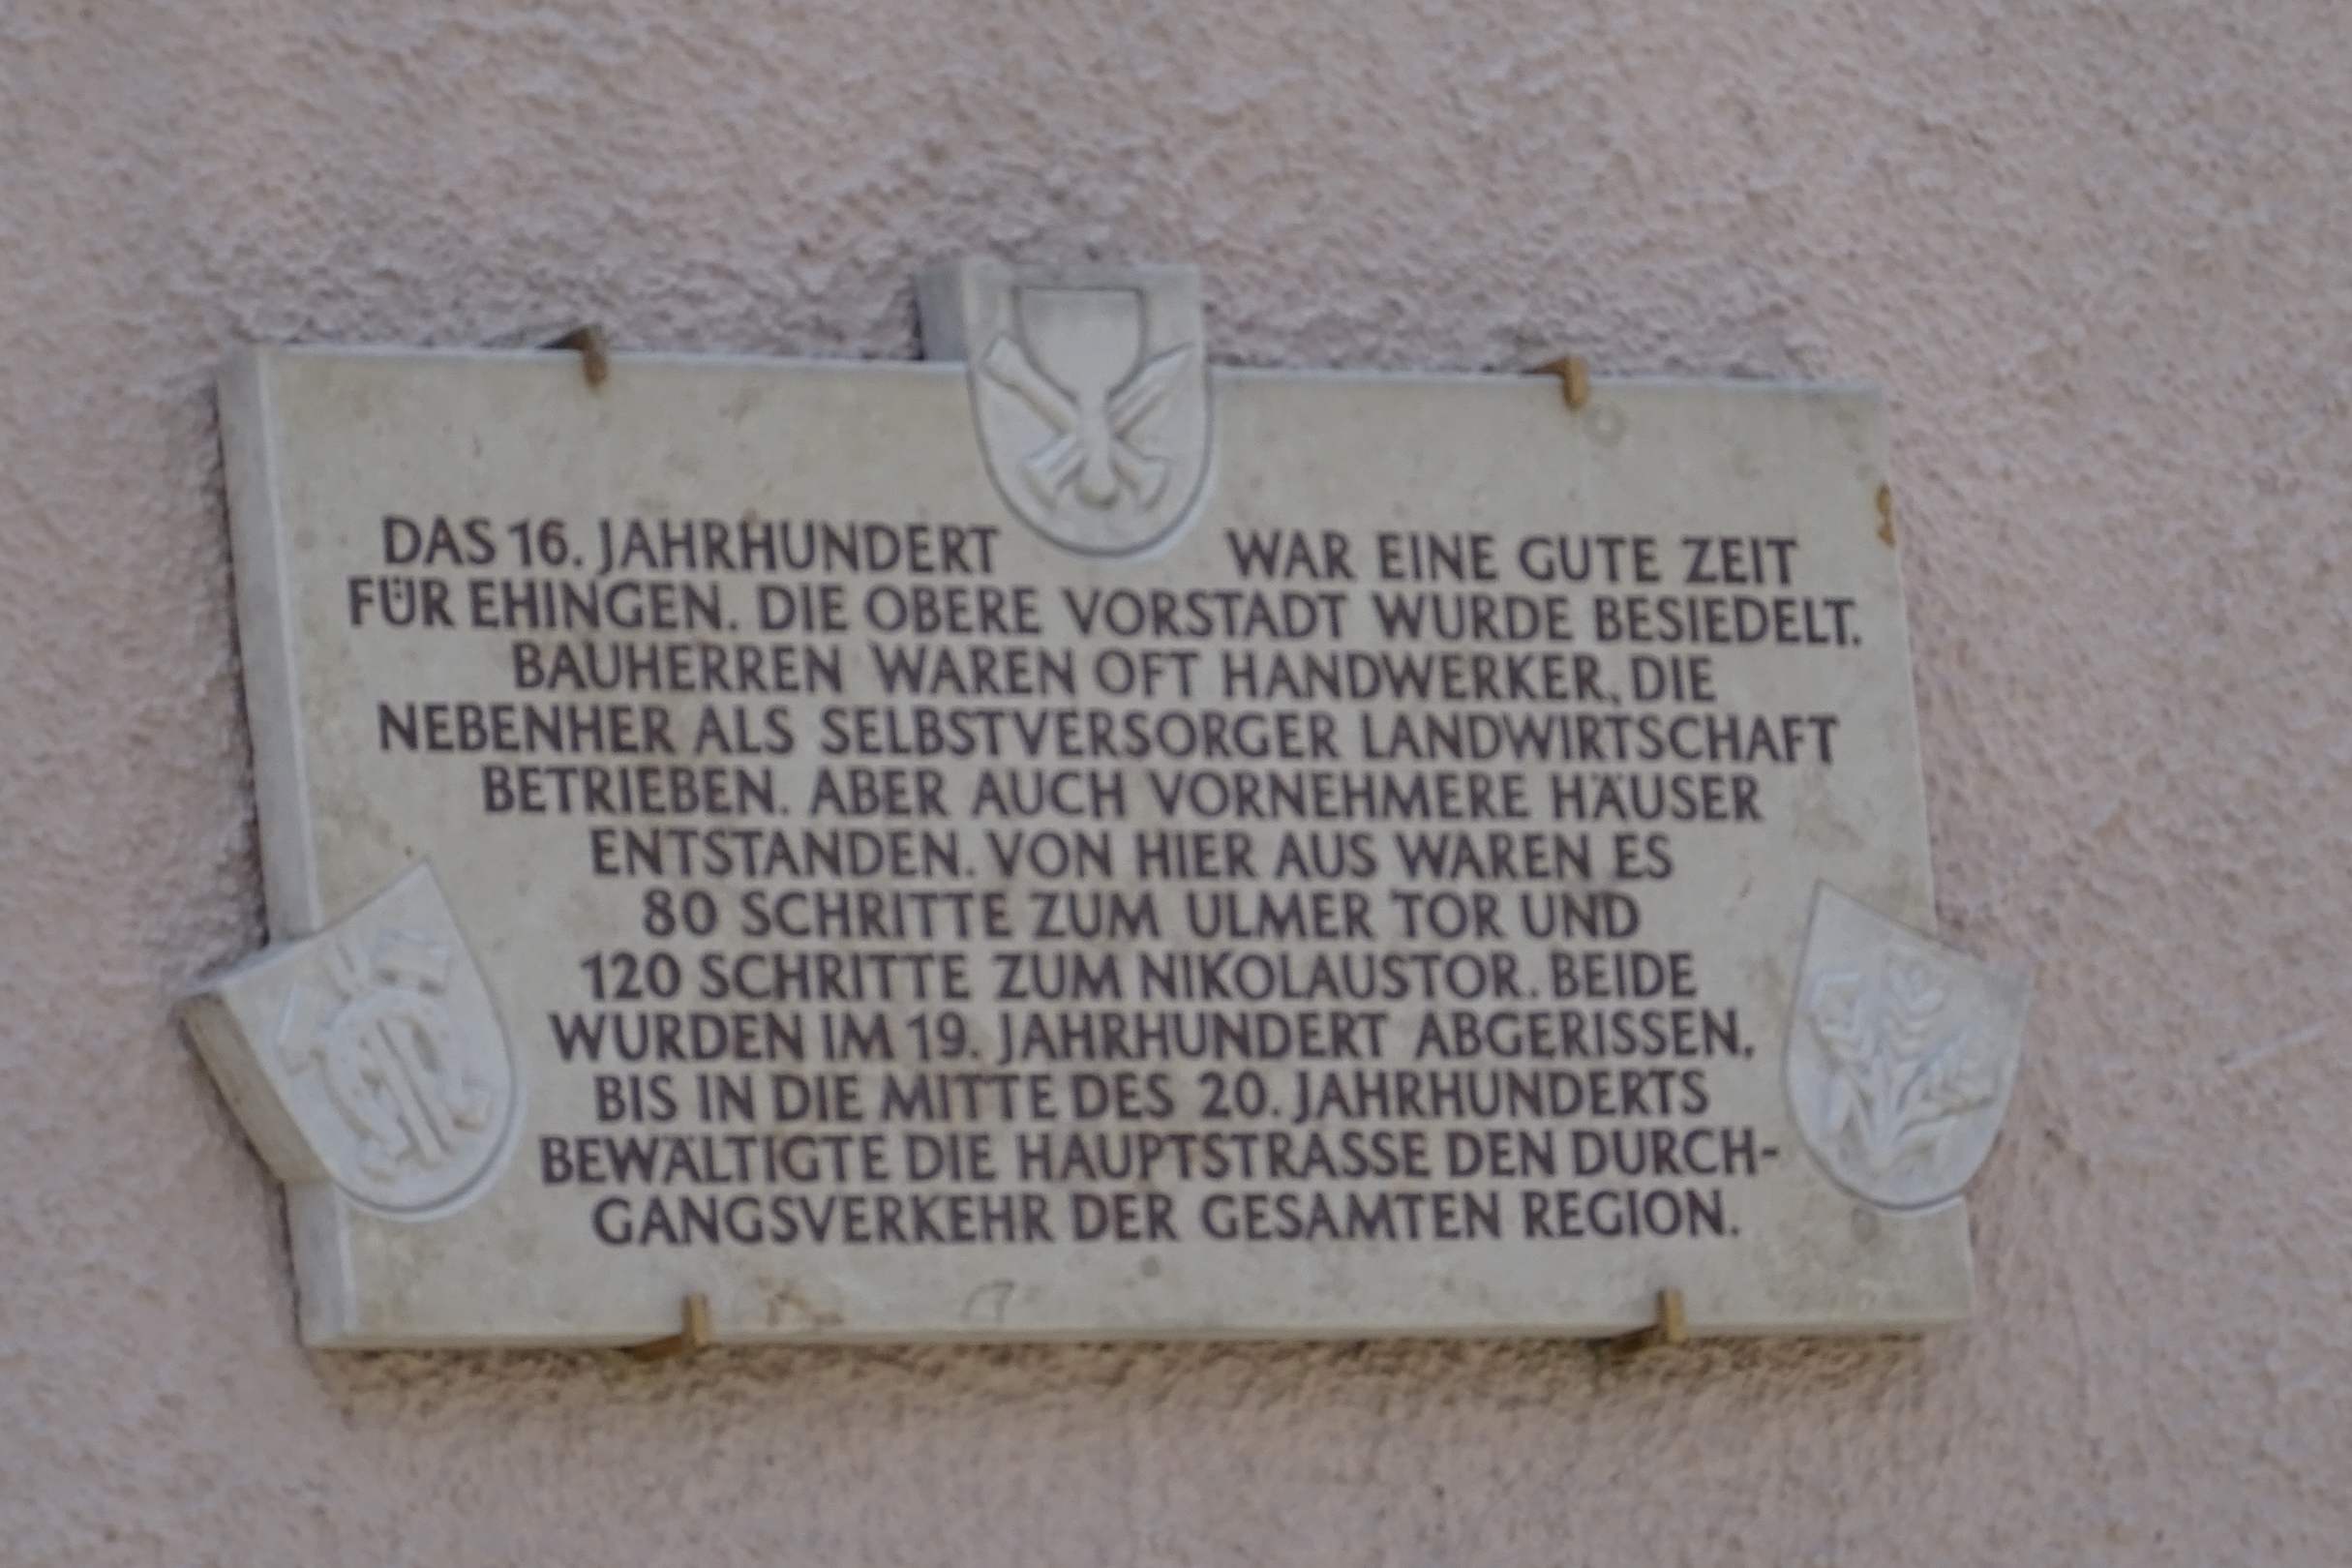 DAS 16. JAHRHUNDERT WAR EINE GUTE ZEIT
FÜR EHINGEN. DIE OBERE VORSTADT WURDE BESIEDELT.
BAUHERREN WAREN OFT HANDWERKER, DIE
NEBENHER ALS SELBSTVERSORGER LANDWIRTSCHAFT
BETRIEBEN. ABER AUCH VORNEHMERE HÄUSER
ENTSTANDEN. VON HIER AUS WAREN ES
80 SCHRITTE ZUM ULMER TOR UND
120 SCHRITTE ZUM NIKOLAUSTOR. BEIDE
WURDEN IM 19. JAHRHUNDERT ABGERISSEN.
BIS IN DIE MITTE DES 20. JAHRHUNDERTS
BEWÄLTIGTE DIE HAUPTSTRASSE DEN DURCH-
GANGSVERKEHR DER GESAMTEN REGION.